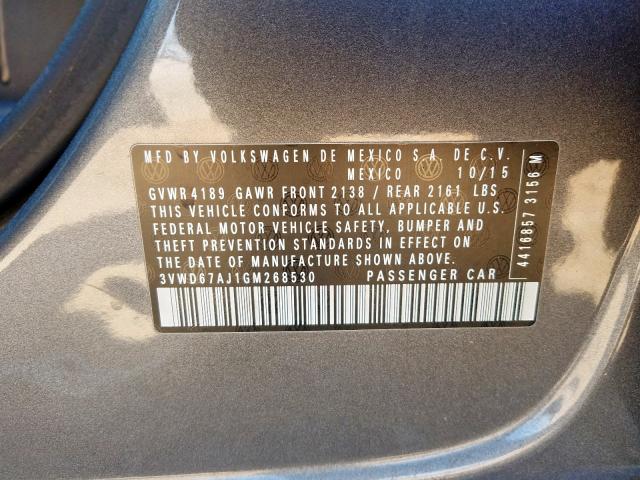 MFD BY VOLKSWAGEN DE MEXICO S.A. DE C.V.
MEXICO 10/15
GVWR 4189 GAWR FRONT 2138 / REAR 2161 LBS
THIS VEHICLE CONFORMS TO ALL APPLICABLE U.S.
FEDERAL MOTOR VEHICLE SAFETY, BUMPER AND
THEFT PREVENTION STANDARDS IN EFFECT ON
THE DATE OF MANUFACTURE SHOWN ABOVE
3VWD67AJ1GM268530 PASSENGER CAR
4416857 3156 M